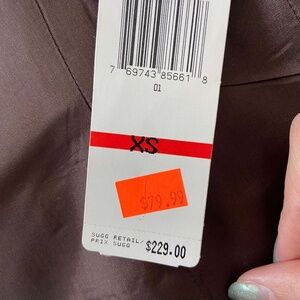 7 69743 85661 8
01
XS
$79.99
SUGG RETAIL/
PRIX SUGG $229.00